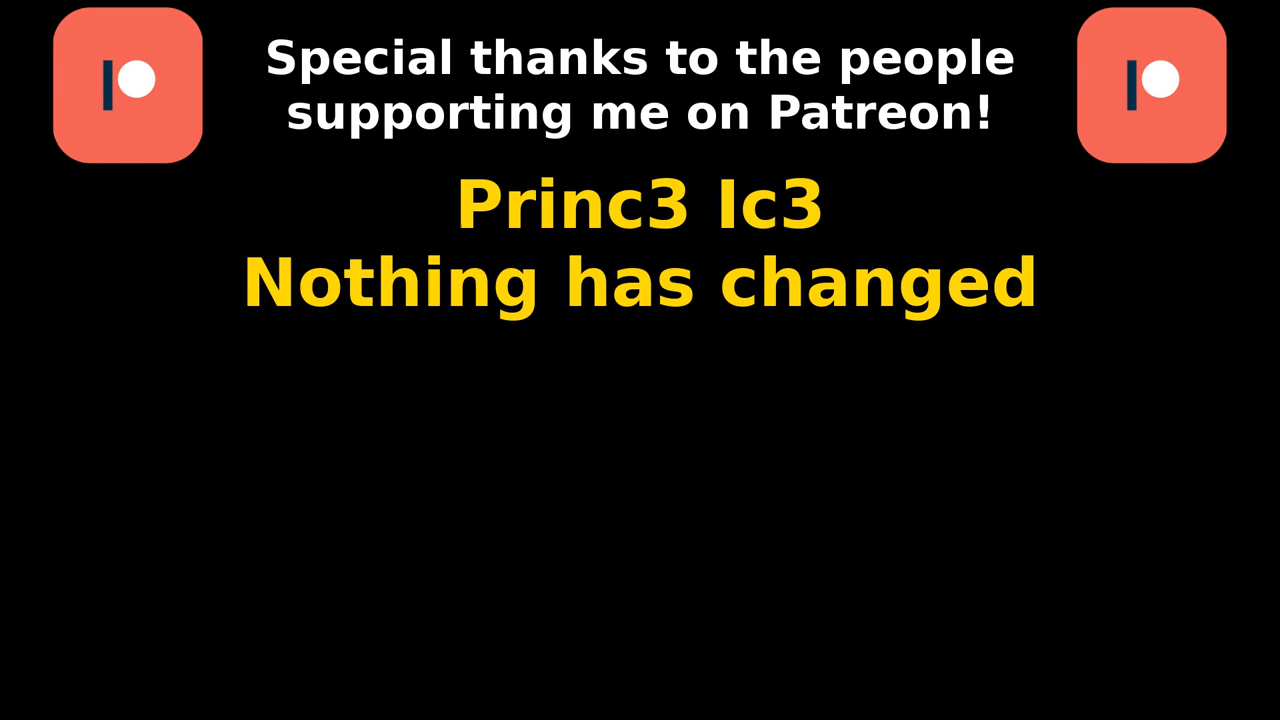 Special thanks to the people
supporting me on Patreon!
Princ3 Ic3
Nothing has changed